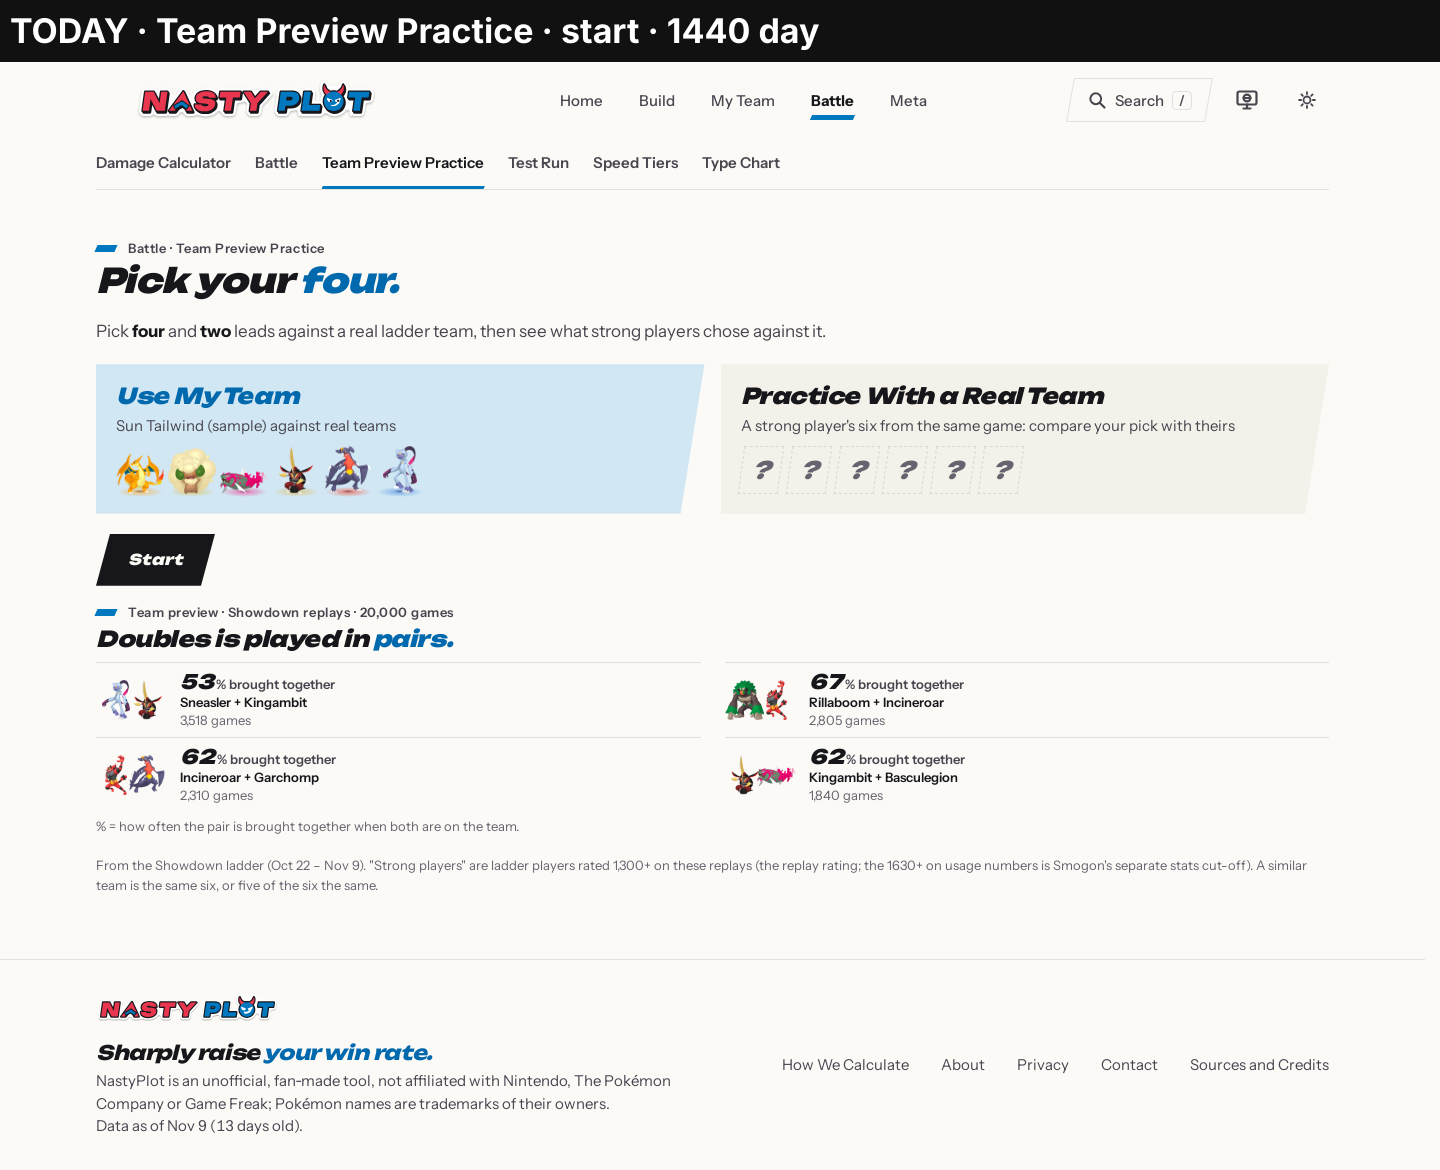 TODAY · Team Preview Practice · start · 1440 day
NASTY PLOT
Home
Build
My Team
Battle
Meta
Search /
Damage Calculator
Battle
Team Preview Practice
Test Run
Speed Tiers
Type Chart
Battle · Team Preview Practice
Pick your four.
Pick four and two leads against a real ladder team, then see what strong players chose against it.
Use My Team
Sun Tailwind (sample) against real teams
Practice With a Real Team
A strong player's six from the same game: compare your pick with theirs
? ? ? ? ? ?
Start
Team preview · Showdown replays · 20,000 games
Doubles is played in pairs.
53% brought together
Sneasler + Kingambit
3,518 games
67% brought together
Rillaboom + Incineroar
2,805 games
62% brought together
Incineroar + Garchomp
2,310 games
62% brought together
Kingambit + Basculegion
1,840 games
% = how often the pair is brought together when both are on the team.
From the Showdown ladder (Oct 22 – Nov 9). "Strong players" are ladder players rated 1,300+ on these replays (the replay rating; the 1630+ on usage numbers is Smogon's separate stats cut-off). A similar
team is the same six, or five of the six the same.
NASTY PLOT
Sharply raise your win rate.
NastyPlot is an unofficial, fan-made tool, not affiliated with Nintendo, The Pokémon
Company or Game Freak; Pokémon names are trademarks of their owners.
Data as of Nov 9 (13 days old).
How We Calculate
About
Privacy
Contact
Sources and Credits